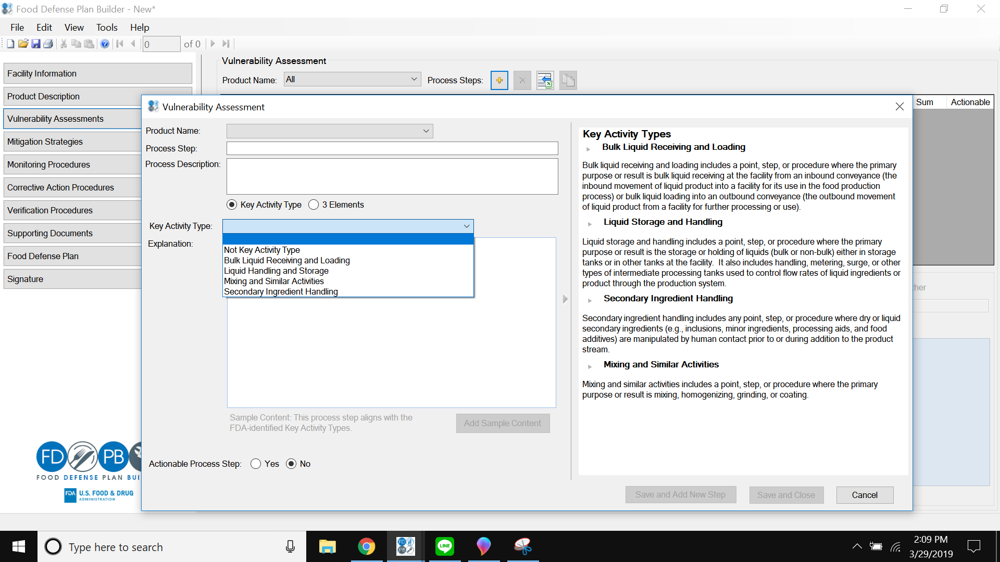 Food Defense Plan Builder - New*
File Edit View Tools Help
0 of 0
Facility Information
Product Description
Vulnerability Assessments
Mitigation Strategies
Monitoring Procedures
Corrective Action Procedures
Verification Procedures
Supporting Documents
Food Defense Plan
Signature
FD PB
FOOD DEFENSE PLAN BUI
FDA U.S. FOOD & DRUG
ADMINISTRATION
Vulnerability Assessment
Product Name: All Process Steps:
Sum Actionable
ther
Vulnerability Assessment
Product Name:
Process Step:
Process Description:
Key Activity Type 3 Elements
Key Activity Type:
Explanation:
Not Key Activity Type
Bulk Liquid Receiving and Loading
Liquid Handling and Storage
Mixing and Similar Activities
Secondary Ingredient Handling
Sample Content: This process step aligns with the
FDA-identified Key Activity Types.
Add Sample Content
Actionable Process Step: Yes No
Key Activity Types
Bulk Liquid Receiving and Loading
Bulk liquid receiving and loading includes a point, step, or procedure where the primary
purpose or result is bulk liquid receiving at the facility from an inbound conveyance (the
inbound movement of liquid product into a facility for its use in the food production
process) or bulk liquid loading into an outbound conveyance (the outbound movement
of liquid product from a facility for further processing or use).
Liquid Storage and Handling
Liquid storage and handling includes a point, step, or procedure where the primary
purpose or result is the storage or holding of liquids (bulk or non-bulk) either in storage
tanks or in other tanks at the facility. It also includes handling, metering, surge, or other
types of intermediate processing tanks used to control flow rates of liquid ingredients or
product through the production system.
Secondary Ingredient Handling
Secondary ingredient handling includes any point, step, or procedure where dry or liquid
secondary ingredients (e.g., inclusions, minor ingredients, processing aids, and food
additives) are manipulated by human contact prior to or during addition to the product
stream.
Mixing and Similar Activities
Mixing and similar activities includes a point, step, or procedure where the primary
purpose or result is mixing, homogenizing, grinding, or coating.
Save and Add New Step Save and Close Cancel
Type here to search
FD
PB
LINE
2:09 PM
3/29/2019